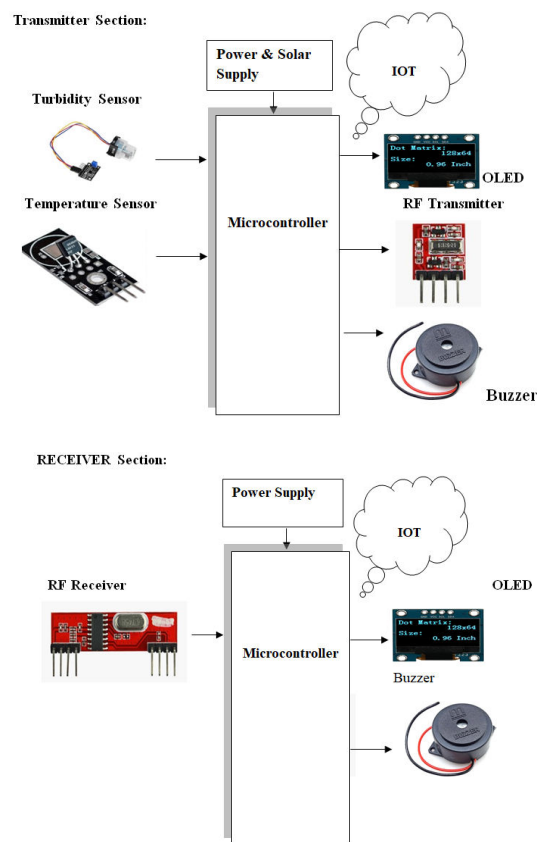 Transmitter Section:
Power & Solar
Supply
IOT
Turbidity Sensor
Dot Matrix:
128x64
Size:
0.96 Inch
OLED
Temperature Sensor
RF Transmitter
Microcontroller
Buzzer
RECEIVER Section:
Power Supply
IOT
RF Receiver
OLED
Dot Matrix:
128x64
Size:
0.96 Inch
Microcontroller
Buzzer